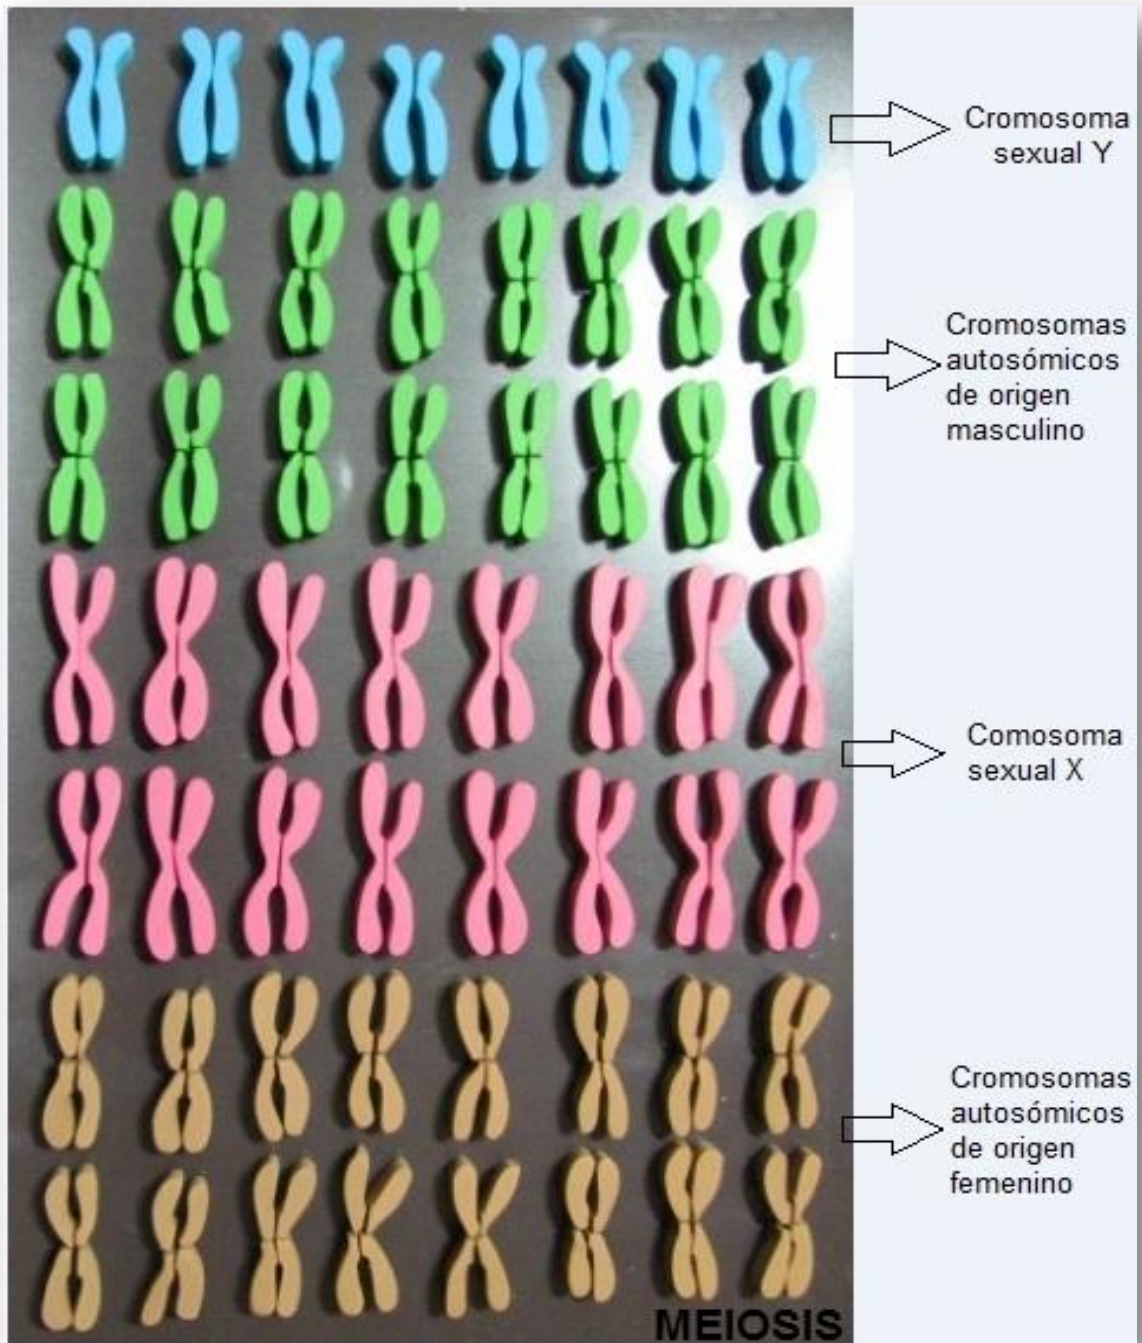 Cromosoma
sexual Y
Cromosomas
autosómicos
de origen
masculino
Comosoma
sexual X
Cromosomas
autosómicos
de origen
femenino
MEIOSIS